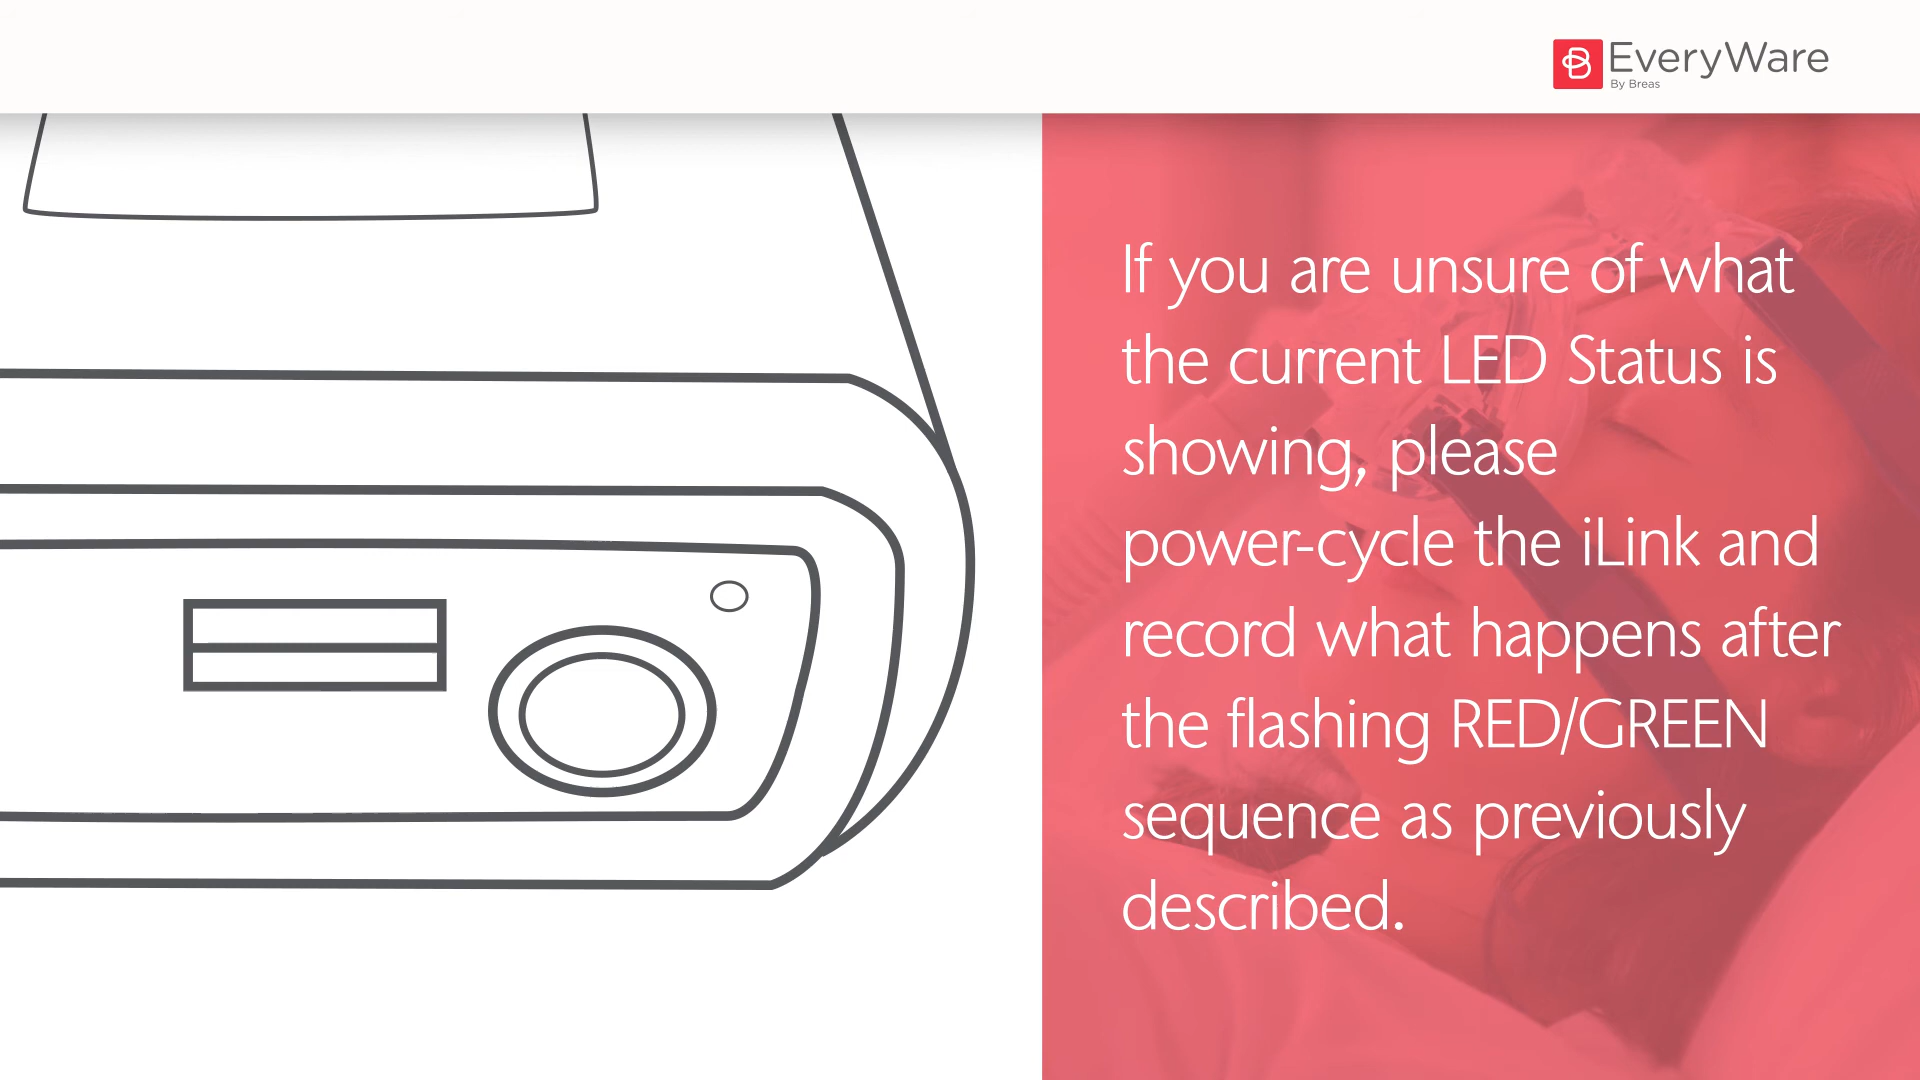 EveryWare
By Breas
If you are unsure of what
the current LED Status is
showing, please
power-cycle the iLink and
record what happens after
the flashing RED/GREEN
sequence as previously
described.